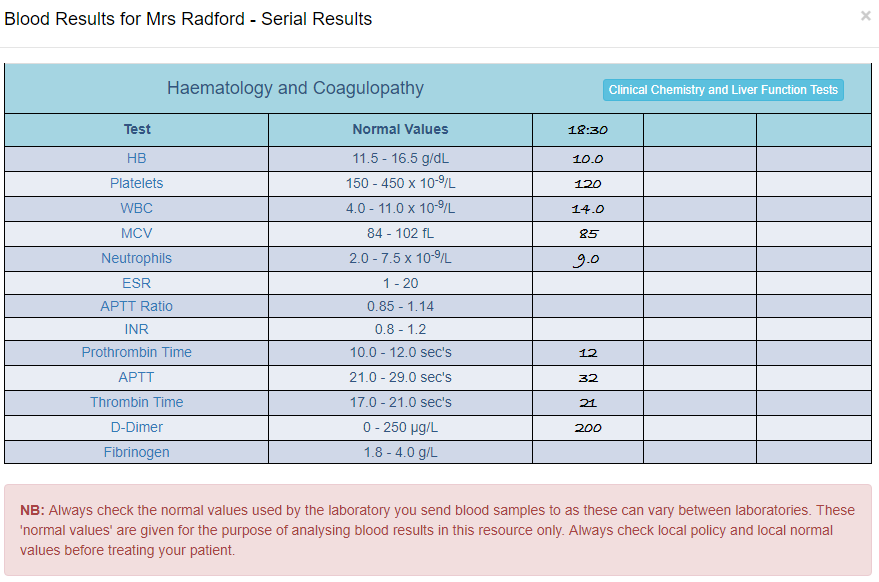 Blood Results for Mrs Radford - Serial Results ×
Haematology and Coagulopathy Clinical Chemistry and Liver Function Tests
Test Normal Values 18:30
HB 11.5 - 16.5 g/dL 10.0
Platelets 150 - 450 x 10⁻⁹/L 120
WBC 4.0 - 11.0 x 10⁻⁹/L 14.0
MCV 84 - 102 fL 85
Neutrophils 2.0 - 7.5 x 10⁻⁹/L 9.0
ESR 1 - 20
APTT Ratio 0.85 - 1.14
INR 0.8 - 1.2
Prothrombin Time 10.0 - 12.0 sec's 12
APTT 21.0 - 29.0 sec's 32
Thrombin Time 17.0 - 21.0 sec's 21
D-Dimer 0 - 250 µg/L 200
Fibrinogen 1.8 - 4.0 g/L
NB: Always check the normal values used by the laboratory you send blood samples to as these can vary between laboratories. These
'normal values' are given for the purpose of analysing blood results in this resource only. Always check local policy and local normal
values before treating your patient.